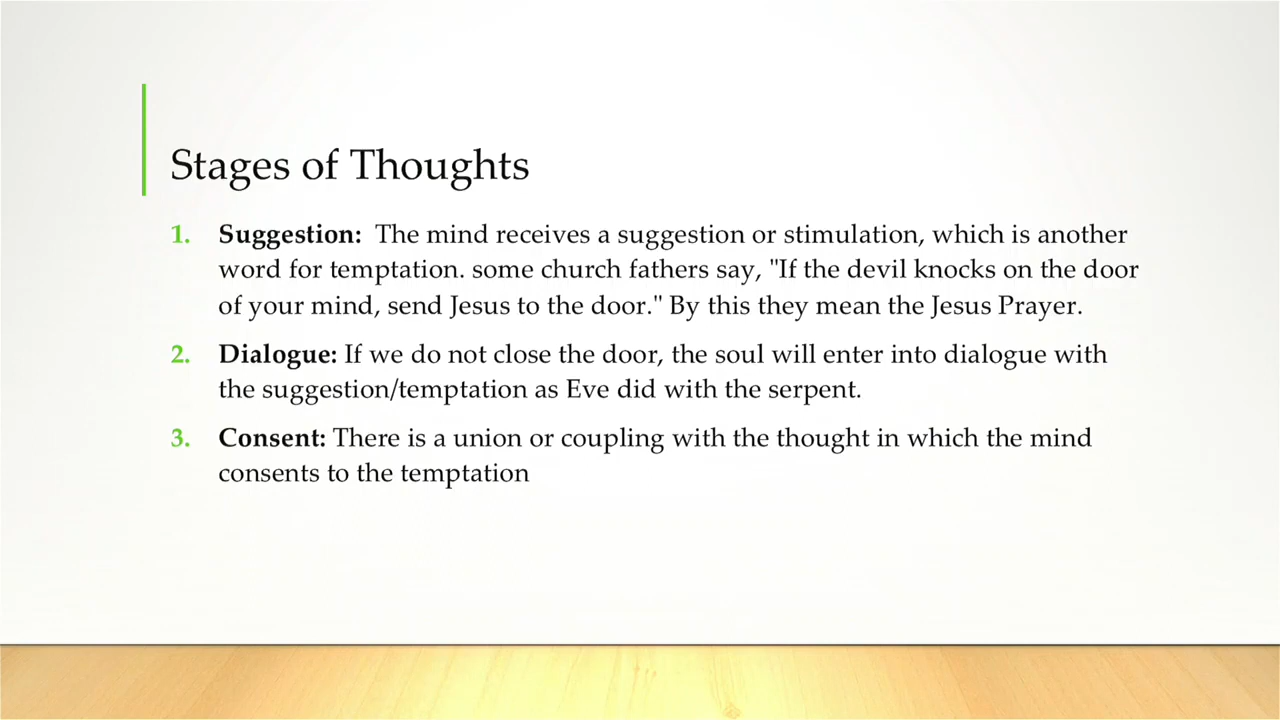 Stages of Thoughts
1. Suggestion:  The mind receives a suggestion or stimulation, which is another
word for temptation. some church fathers say, "If the devil knocks on the door
of your mind, send Jesus to the door." By this they mean the Jesus Prayer.
2. Dialogue: If we do not close the door, the soul will enter into dialogue with
the suggestion/temptation as Eve did with the serpent.
3. Consent: There is a union or coupling with the thought in which the mind
consents to the temptation